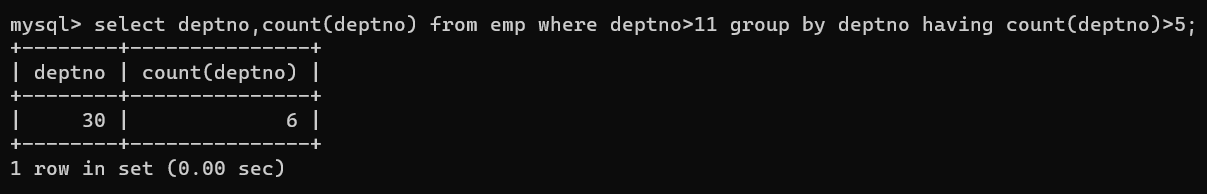 mysql> select deptno,count(deptno) from emp where deptno>11 group by deptno having count(deptno)>5;
+--------+---------------+
| deptno | count(deptno) |
+--------+---------------+
|     30 |             6 |
+--------+---------------+
1 row in set (0.00 sec)